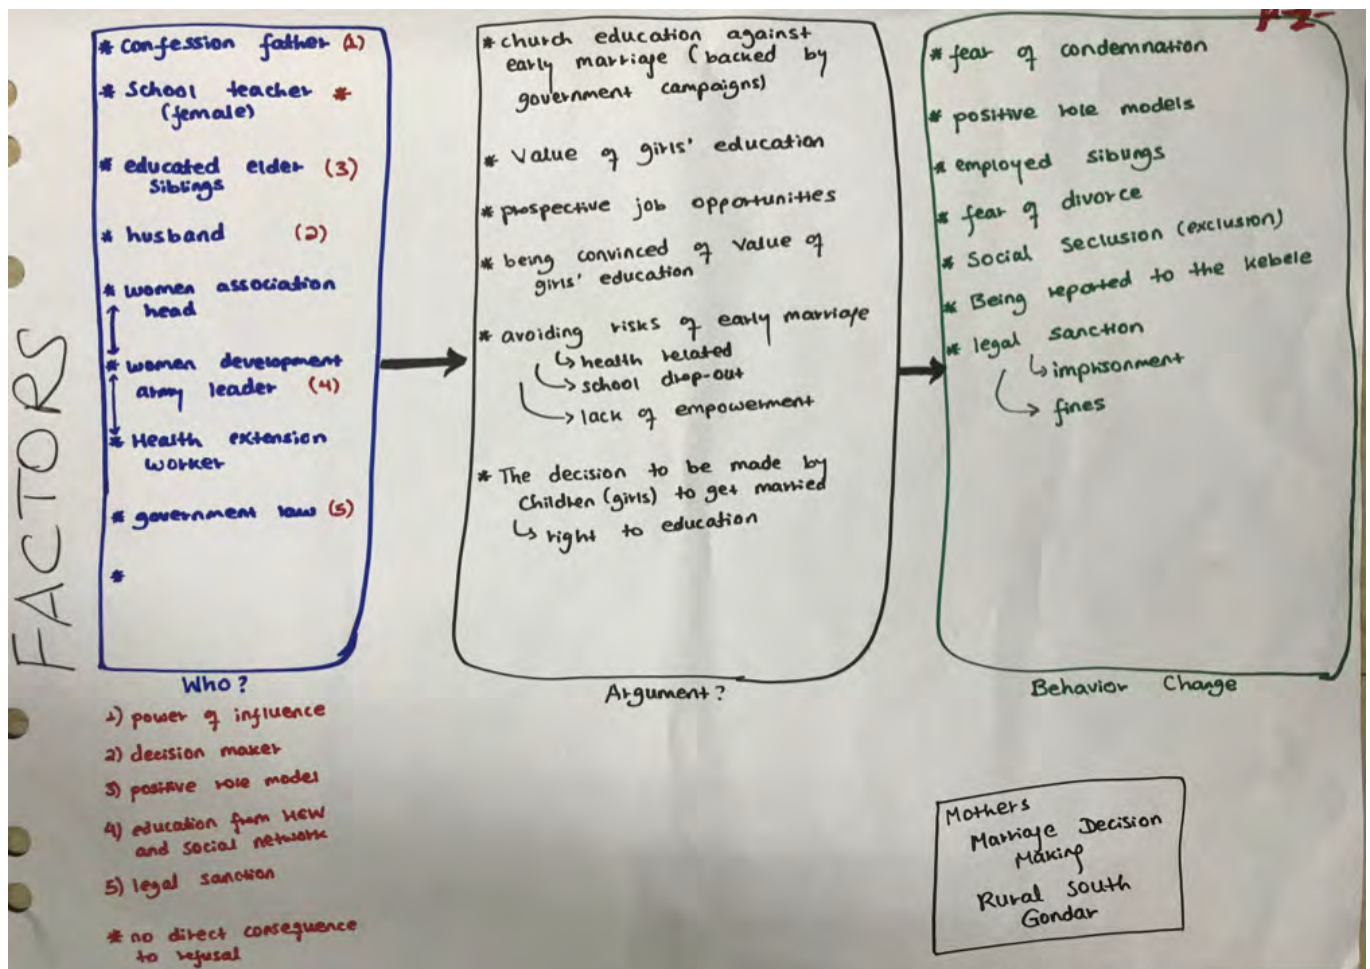 FACTORS
* Confession father (1)
* School teacher *
(female)
* educated elder (3)
siblings
* husband (2)
* women association
head
* women development
army leader (4)
* Health extension
worker
* government law (5)
*
Who?
1) power of influence
2) decision maker
3) positive role model
4) education from HEW
and social network
5) legal sanction
* no direct consequence
to refusal
* church education against
early marriage (backed by
government campaigns)
* Value of girls' education
* prospective job opportunities
* being convinced of value of
girls' education
* avoiding risks of early marriage
↳ health related
→ school drop-out
→ lack of empowerment
* The decision to be made by
Children (girls) to get married
↳ right to education
Argument?
* fear of condemnation
* positive role models
* employed siblings
* fear of divorce
* Social Seclusion (exclusion)
* Being reported to the kebele
* legal sanction
↳ imprisonment
→ fines
Behavior Change
Mothers
Marriage Decision
Making
Rural South
Gondar